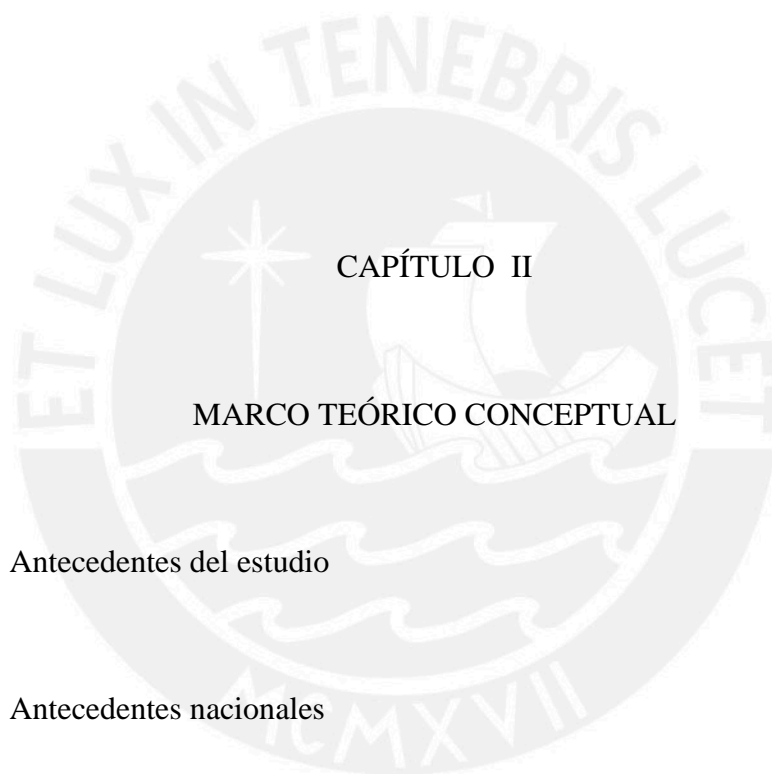 ET LUX IN TENEBRIS LUCET
CAPÍTULO II
MARCO TEÓRICO CONCEPTUAL
Antecedentes del estudio
Antecedentes nacionales
MCMXVII